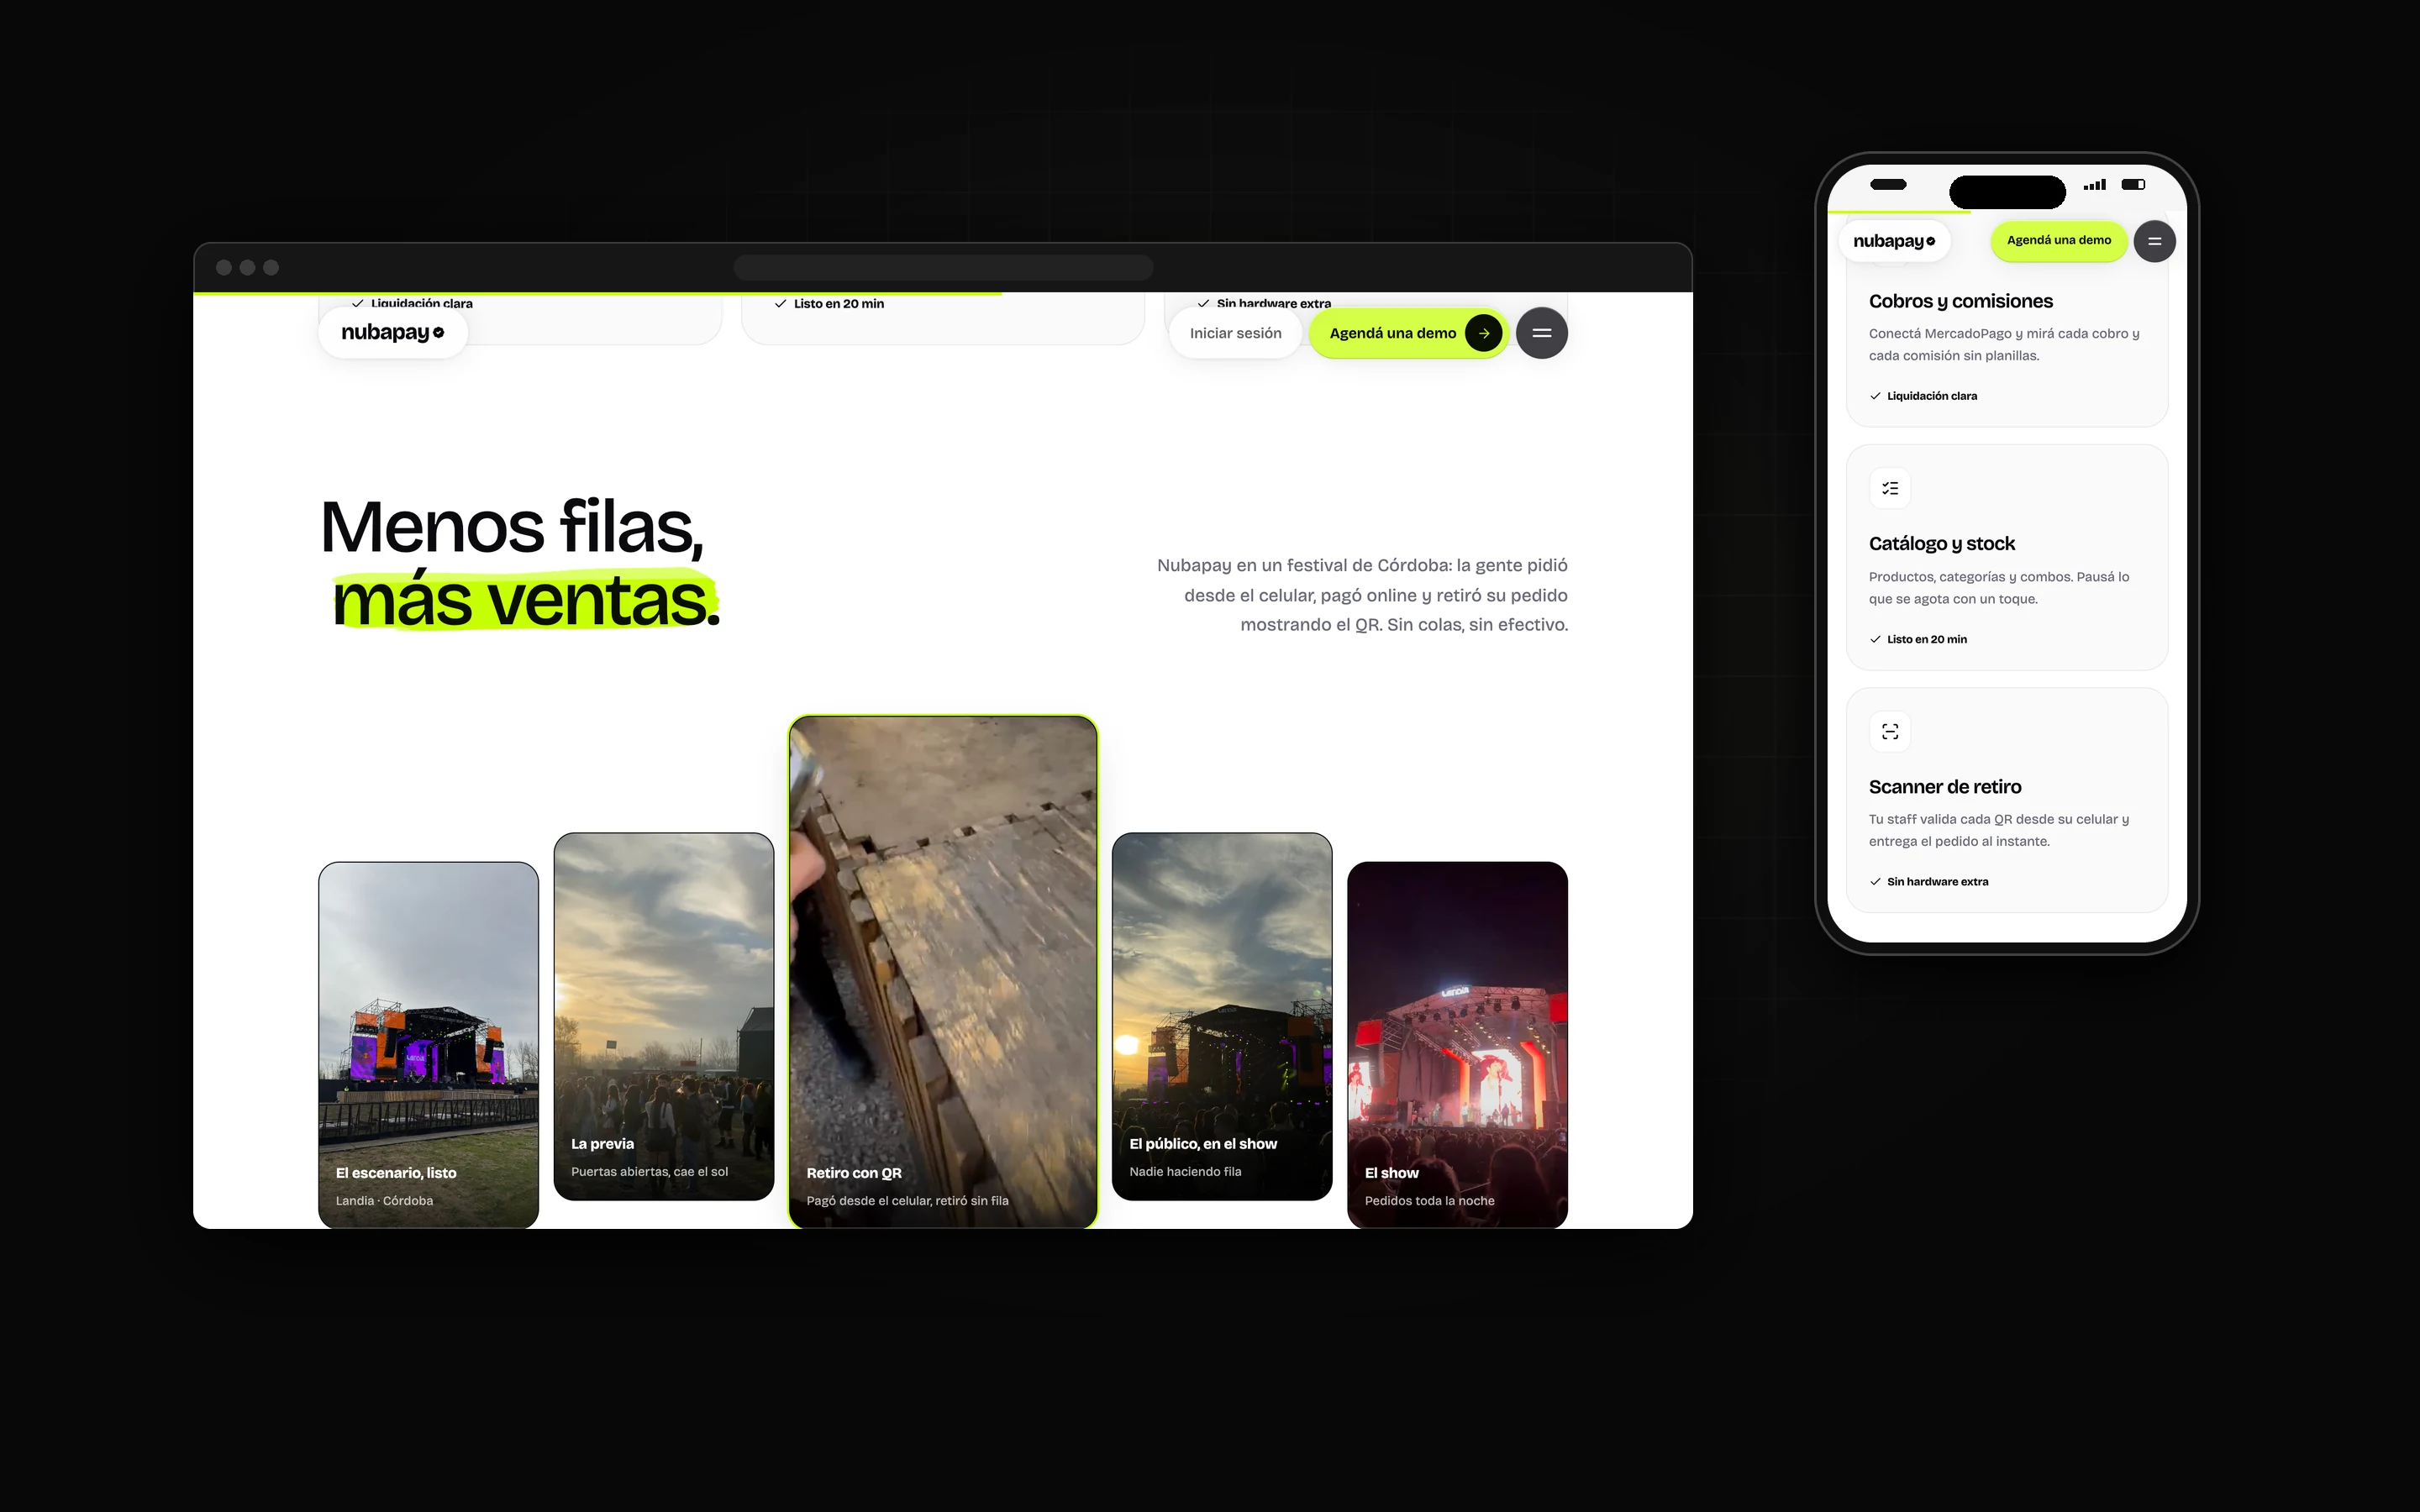 Liquidación clara
Listo en 20 min
Sin hardware extra
nubapay
Iniciar sesión
Agendá una demo
Menos filas,
más ventas.
Nubapay en un festival de Córdoba: la gente pidió
desde el celular, pagó online y retiró su pedido
mostrando el QR. Sin colas, sin efectivo.
El escenario, listo
Landia · Córdoba
La previa
Puertas abiertas, cae el sol
Retiro con QR
Pagó desde el celular, retiró sin fila
El público, en el show
Nadie haciendo fila
LANDIA
El show
Pedidos toda la noche
nubapay
Agendá una demo
Cobros y comisiones
Conectá MercadoPago y mirá cada cobro y
cada comisión sin planillas.
Liquidación clara
Catálogo y stock
Productos, categorías y combos. Pausá lo
que se agota con un toque.
Listo en 20 min
Scanner de retiro
Tu staff valida cada QR desde su celular y
entrega el pedido al instante.
Sin hardware extra